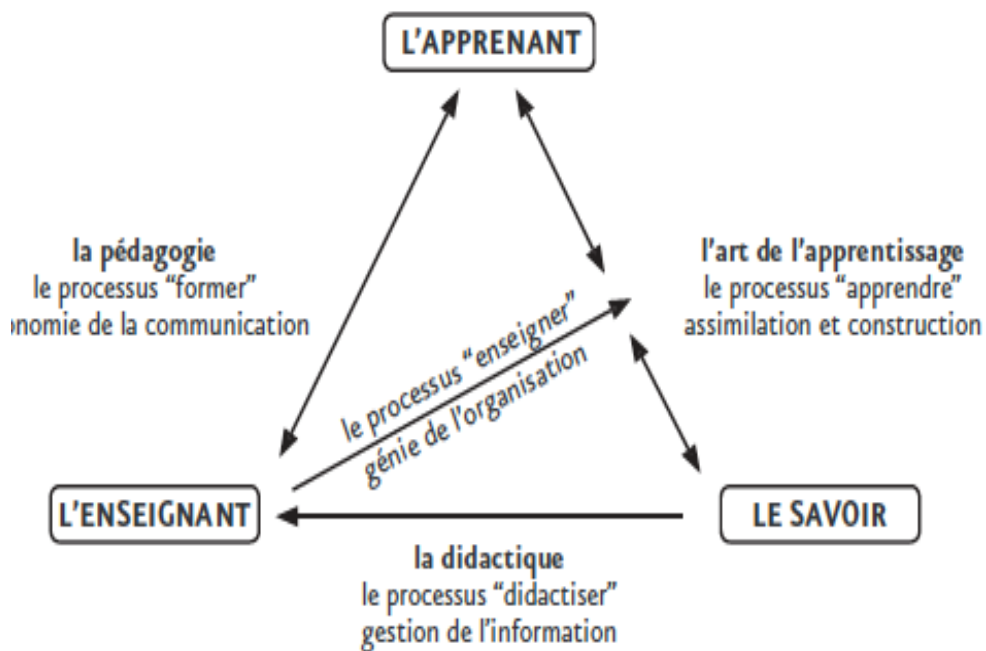 L'APPRENANT
la pédagogie
le processus "former"
onomie de la communication
l'art de l'apprentissage
le processus "apprendre"
assimilation et construction
le processus "enseigner"
génie de l'organisation
L'ENSEIGNANT
LE SAVOIR
la didactique
le processus "didactiser"
gestion de l'information